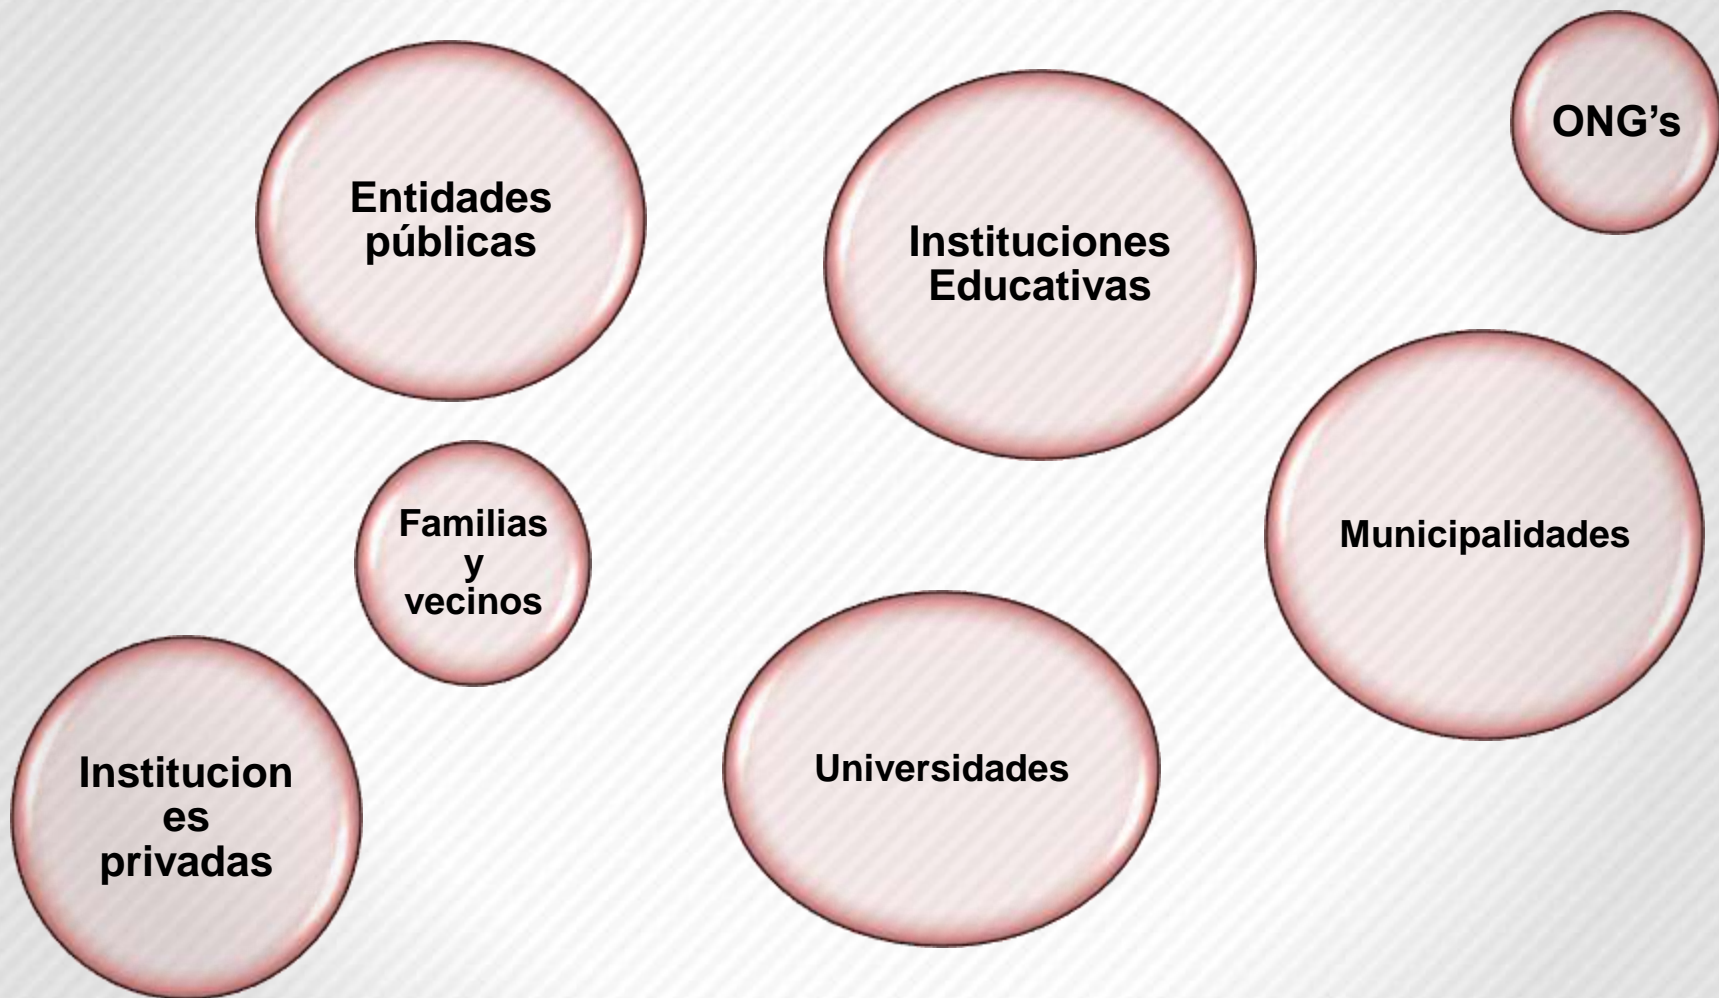 ONG's
Entidades
públicas
Instituciones
Educativas
Familias
y
vecinos
Municipalidades
Institucion
es
privadas
Universidades